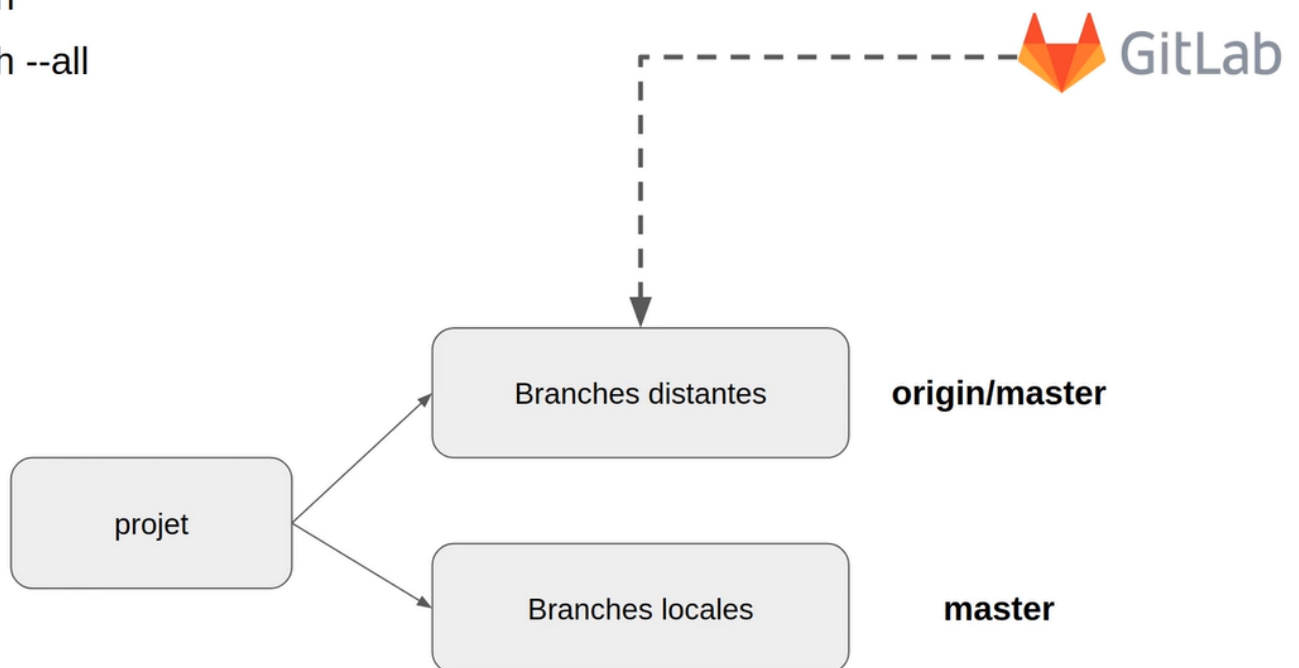 h --all
GitLab
Branches distantes
origin/master
projet
Branches locales
master